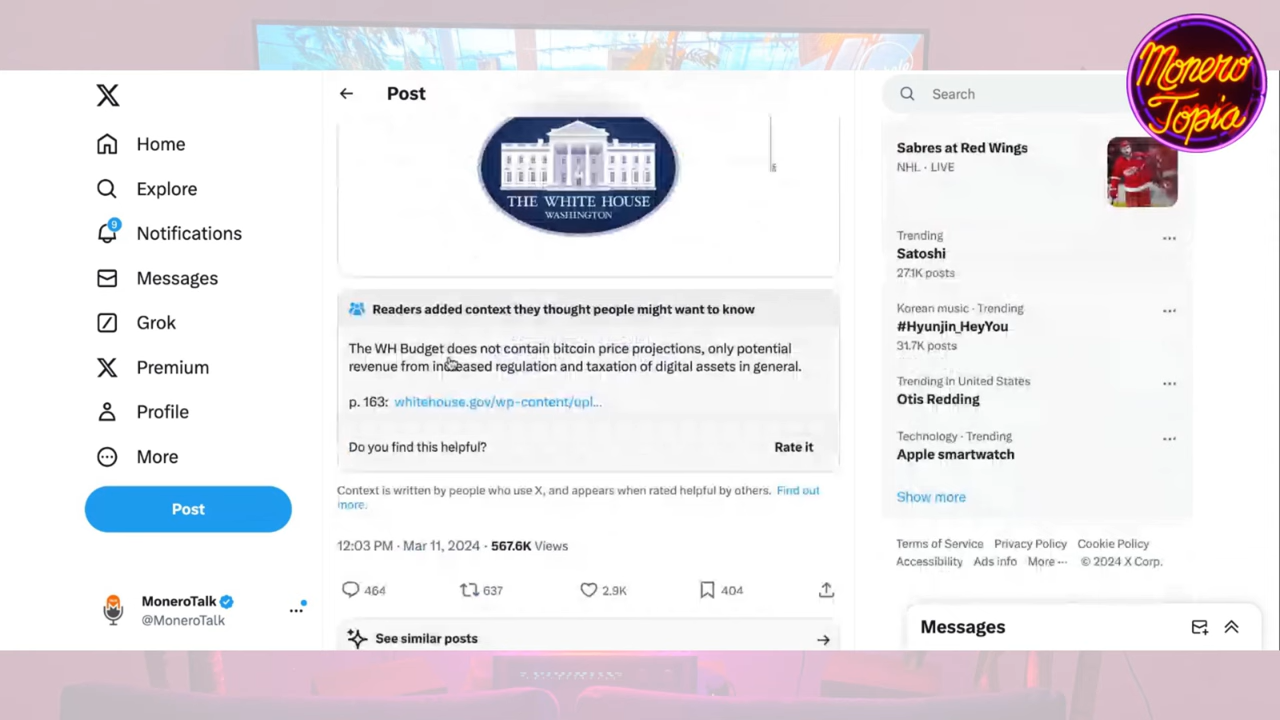 Monero
Topia
Post
Search
Home
Explore
9
Notifications
Messages
Grok
Premium
Profile
More
Post
MoneroTalk
@MoneroTalk
THE WHITE HOUSE
WASHINGTON
Readers added context they thought people might want to know
The WH Budget does not contain bitcoin price projections, only potential
revenue from increased regulation and taxation of digital assets in general.
p. 163: whitehouse.gov/wp-content/upl...
Do you find this helpful?
Rate it
Context is written by people who use X, and appears when rated helpful by others. Find out
more.
12:03 PM · Mar 11, 2024 · 567.6K Views
464
637
2.9K
404
See similar posts
Sabres at Red Wings
NHL · LIVE
Trending
Satoshi
27.1K posts
Korean music · Trending
#Hyunjin_HeyYou
31.7K posts
Trending in United States
Otis Redding
Technology · Trending
Apple smartwatch
Show more
Terms of Service Privacy Policy Cookie Policy
Accessibility Ads info More ··· © 2024 X Corp.
Messages